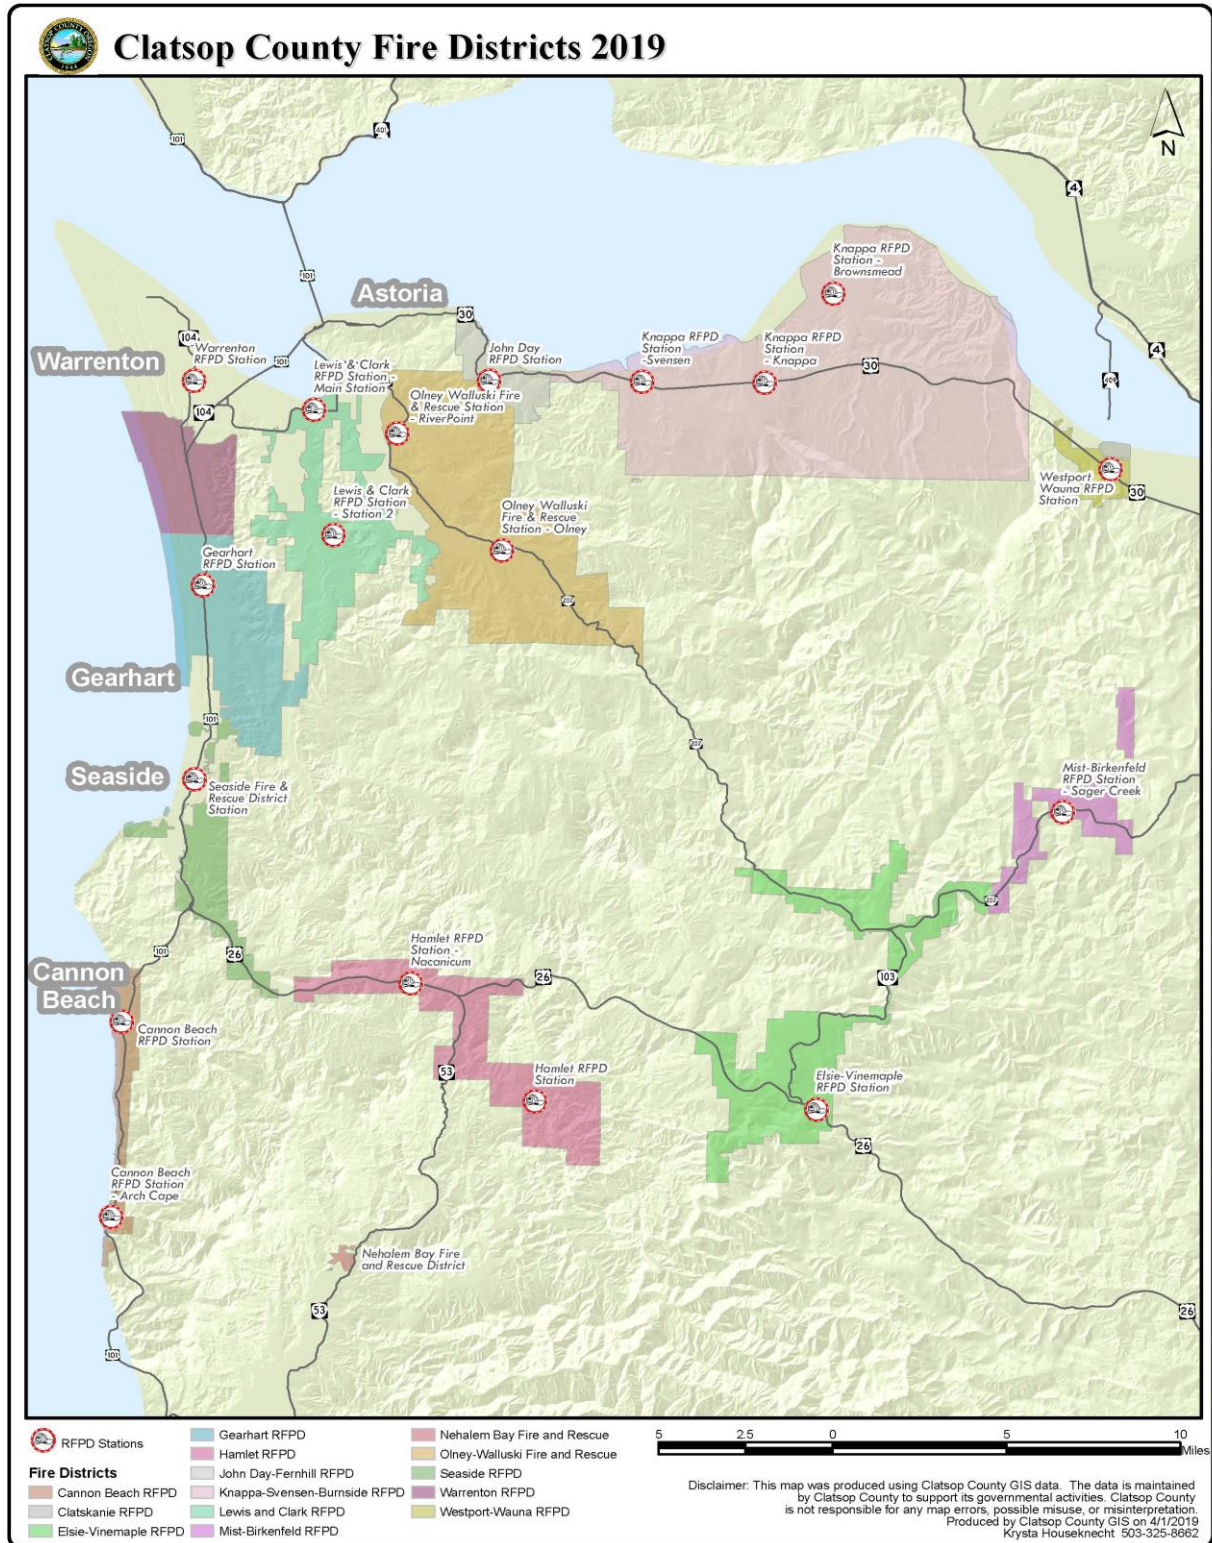 Clatsop County Fire Districts 2019
101
401
4
N
Knappa RFPD
Station -
Brownsmead
101
Astoria
30
104
Warrenton
RFPD Station
Warrenton
101
Lewis & Clark
RFPD Station -
Main Station
John Day
RFPD Station
Knappa RFPD
Station
-Svensen
Knappa RFPD
Station
- Knappa
30
4
409
104
Olney Walluski Fire
& Rescue Station
- RiverPoint
Westport
Wauna RFPD
Station
30
Lewis & Clark
RFPD Station
- Station 2
Olney Walluski
Fire & Rescue
Station - Olney
Gearhart
RFPD Station
202
Gearhart
101
202
Seaside
Seaside Fire &
Rescue District
Station
Mist-Birkenfeld
RFPD Station
- Sager Creek
202
101
26
Hamlet RFPD
Station -
Nacanicum
26
103
Cannon
Beach
Cannon Beach
RFPD Station
53
Hamlet RFPD
Station
Elsie-Vinemaple
RFPD Station
26
Cannon Beach
RFPD Station
- Arch Cape
Nehalem Bay Fire
and Rescue District
53
26
101
RFPD Stations
Fire Districts
Cannon Beach RFPD
Clatskanie RFPD
Elsie-Vinemaple RFPD
Gearhart RFPD
Hamlet RFPD
John Day-Fernhill RFPD
Knappa-Svensen-Burnside RFPD
Lewis and Clark RFPD
Mist-Birkenfeld RFPD
Nehalem Bay Fire and Rescue
Olney-Walluski Fire and Rescue
Seaside RFPD
Warrenton RFPD
Westport-Wauna RFPD
5 2.5 0 5 10
Miles
Disclaimer: This map was produced using Clatsop County GIS data. The data is maintained
by Clatsop County to support its governmental activities. Clatsop County
is not responsible for any map errors, possible misuse, or misinterpretation.
Produced by Clatsop County GIS on 4/1/2019
Krysta Houseknecht 503-325-8662